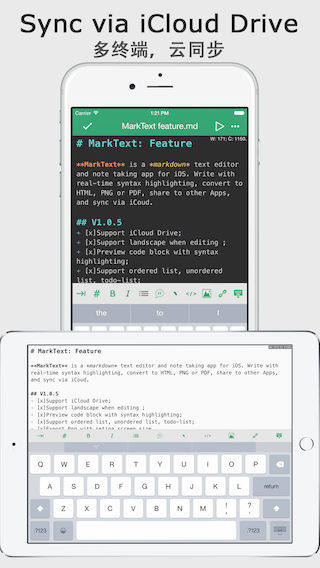 Sync via iCloud Drive
多终端，云同步
Carrier
1:21 PM
MarkText feature.md
W: 171; C: 1150;
# MarkText: Feature
**MarkText** is a *markdown* text editor
and note taking app for iOS. Write with
real-time syntax highlighting, convert to
HTML, PNG or PDF, share to other Apps,
and sync via iCoud.
## V1.0.5
+ [x]Support iCloud Drive;
+ [x]Support landscape when editing ;
+ [x]Preview code block with syntax
highlighting;
+ [x]Support ordered list, unordered
list, todo-list;
# B I </>
the to I
# MarkText: Feature
**MarkText** is a *markdown* text editor and note taking app for iOS. Write with
real-time syntax highlighting, convert to HTML, PNG or PDF, share to other Apps,
and sync via iCloud.
## V1.0.5
- [x]Support iCloud Drive;
- [x]Support landscape when editing ;
- [x]Preview code block with syntax highlighting;
- [x]Support ordered list, unordered list, todo-list;
# B I </>
Q W E R T Y U I O P
A S D F G H J K L return
Z X C V B N M ! , ? .
.?123 .?123